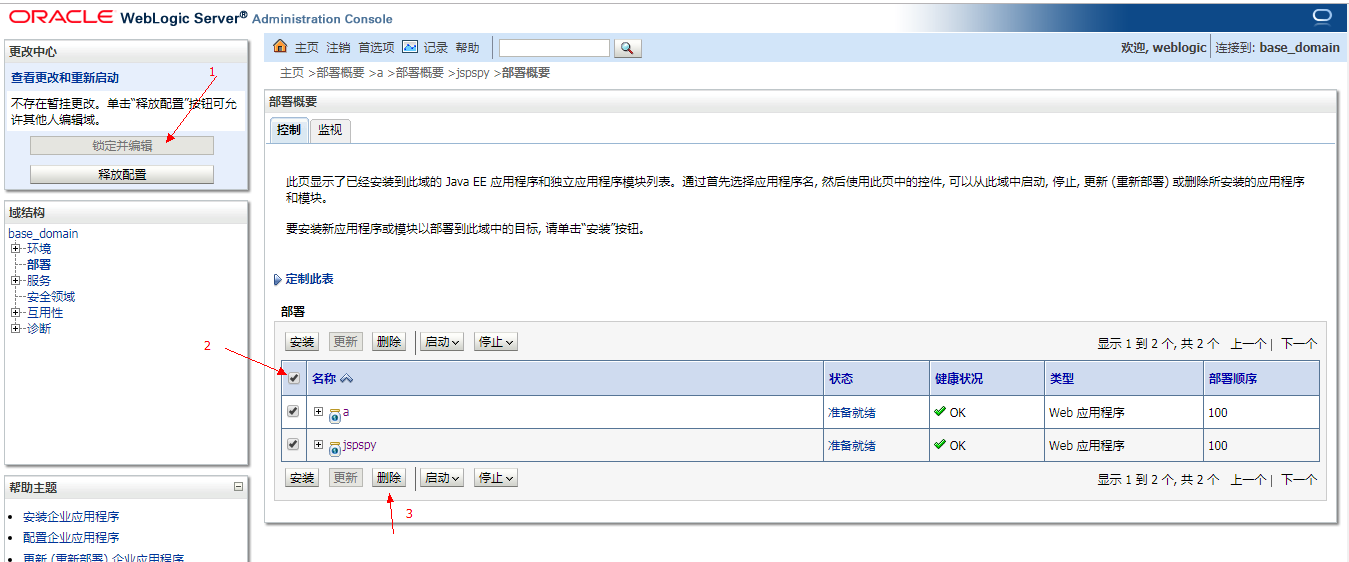 ORACLE WebLogic Server® Administration Console
更改中心
查看更改和重新启动
1
不存在暂挂更改。单击“释放配置”按钮可允
许其他人编辑域。
锁定并编辑
释放配置
域结构
base_domain
环境
部署
服务
安全领域
互用性
诊断
帮助主题
安装企业应用程序
配置企业应用程序
更新 (重新部署) 企业应用程序
主页 注销 首选项 记录 帮助
欢迎, weblogic 连接到: base_domain
主页 >部署概要 >a >部署概要 >jspspy >部署概要
部署概要
控制 监视
此页显示了已经安装到此域的 Java EE 应用程序和独立应用程序模块列表。通过首先选择应用程序名, 然后使用此页中的控件, 可以从此域中启动, 停止, 更新 (重新部署) 或删除所安装的应用程序
和模块。
要安装新应用程序或模块以部署到此域中的目标, 请单击“安装”按钮。
定制此表
部署
安装 更新 删除 启动 停止 显示 1 到 2 个, 共 2 个 上一个 | 下一个
2
名称 状态 健康状况 类型 部署顺序
a 准备就绪 OK Web 应用程序 100
jspspy 准备就绪 OK Web 应用程序 100
安装 更新 删除 启动 停止 显示 1 到 2 个, 共 2 个 上一个 | 下一个
3